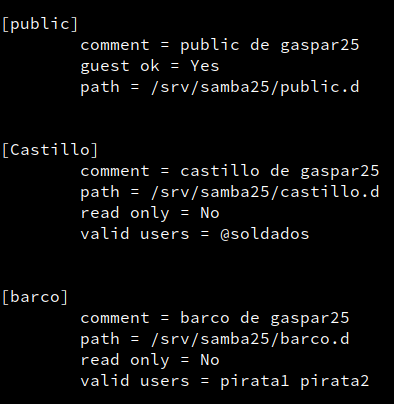 [public]
comment = public de gaspar25
guest ok = Yes
path = /srv/samba25/public.d
[Castillo]
comment = castillo de gaspar25
path = /srv/samba25/castillo.d
read only = No
valid users = @soldados
[barco]
comment = barco de gaspar25
path = /srv/samba25/barco.d
read only = No
valid users = pirata1 pirata2